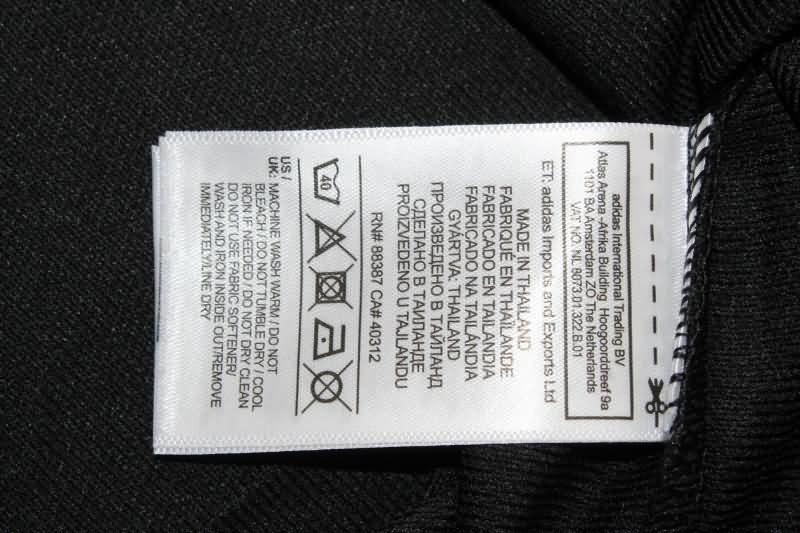 adidas International Trading BV
Atlas Arena -Afrika Building Hoogoorddreef 9a
1101 BA Amsterdam ZO The Netherlands
VAT NO. NL 8073.01.322.B.01
ET: adidas Imports and Exports Ltd
MADE IN THAILAND
FABRIQUÉ EN THAÏLANDE
FABRICADO EN TAILANDIA
FABRICADO NA TAILÂNDIA
GYÁRTVA: THAILAND
ПРОИЗВЕДЕНО В ТАИЛАНД
СДЕЛАНО В ТАИЛАНДЕ
PROIZVEDENO U TAJLANDU
RN# 88387 CA# 40312
40
US /
UK: MACHINE WASH WARM / DO NOT
BLEACH / DO NOT TUMBLE DRY / COOL
IRON IF NEEDED / DO NOT DRY CLEAN
DO NOT USE FABRIC SOFTENER/
WASH AND IRON INSIDE OUT/REMOVE
IMMEDIATELY/LINE DRY